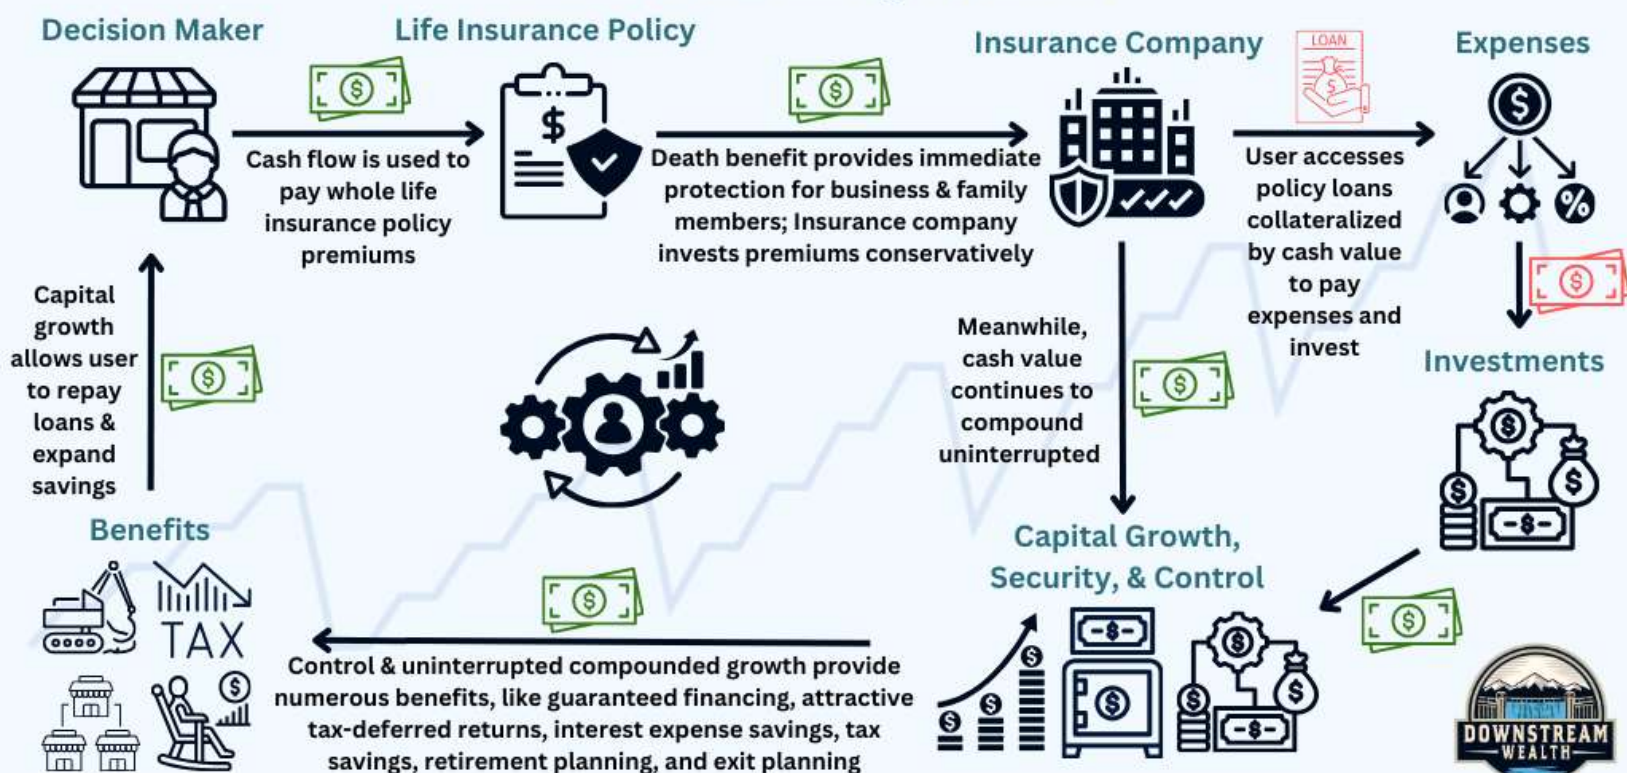 Decision Maker
Life Insurance Policy
Insurance Company
LOAN
Expenses
$
$
$
$
$
Cash flow is used to
pay whole life
insurance policy
premiums
Death benefit provides immediate
protection for business & family
members; Insurance company
invests premiums conservatively
User accesses
policy loans
collateralized
by cash value
to pay
expenses and
invest
%
$
Capital
growth
allows user
to repay
loans &
expand
savings
$
Meanwhile,
cash value
continues to
compound
uninterrupted
$
Investments
$
$
$
-$-
Benefits
TAX
$
Capital Growth,
Security, & Control
$
$
$
$
-$-
$
$
$
$
-$-
$
$
Control & uninterrupted compounded growth provide
numerous benefits, like guaranteed financing, attractive
tax-deferred returns, interest expense savings, tax
savings, retirement planning, and exit planning
DOWNSTREAM
WEALTH